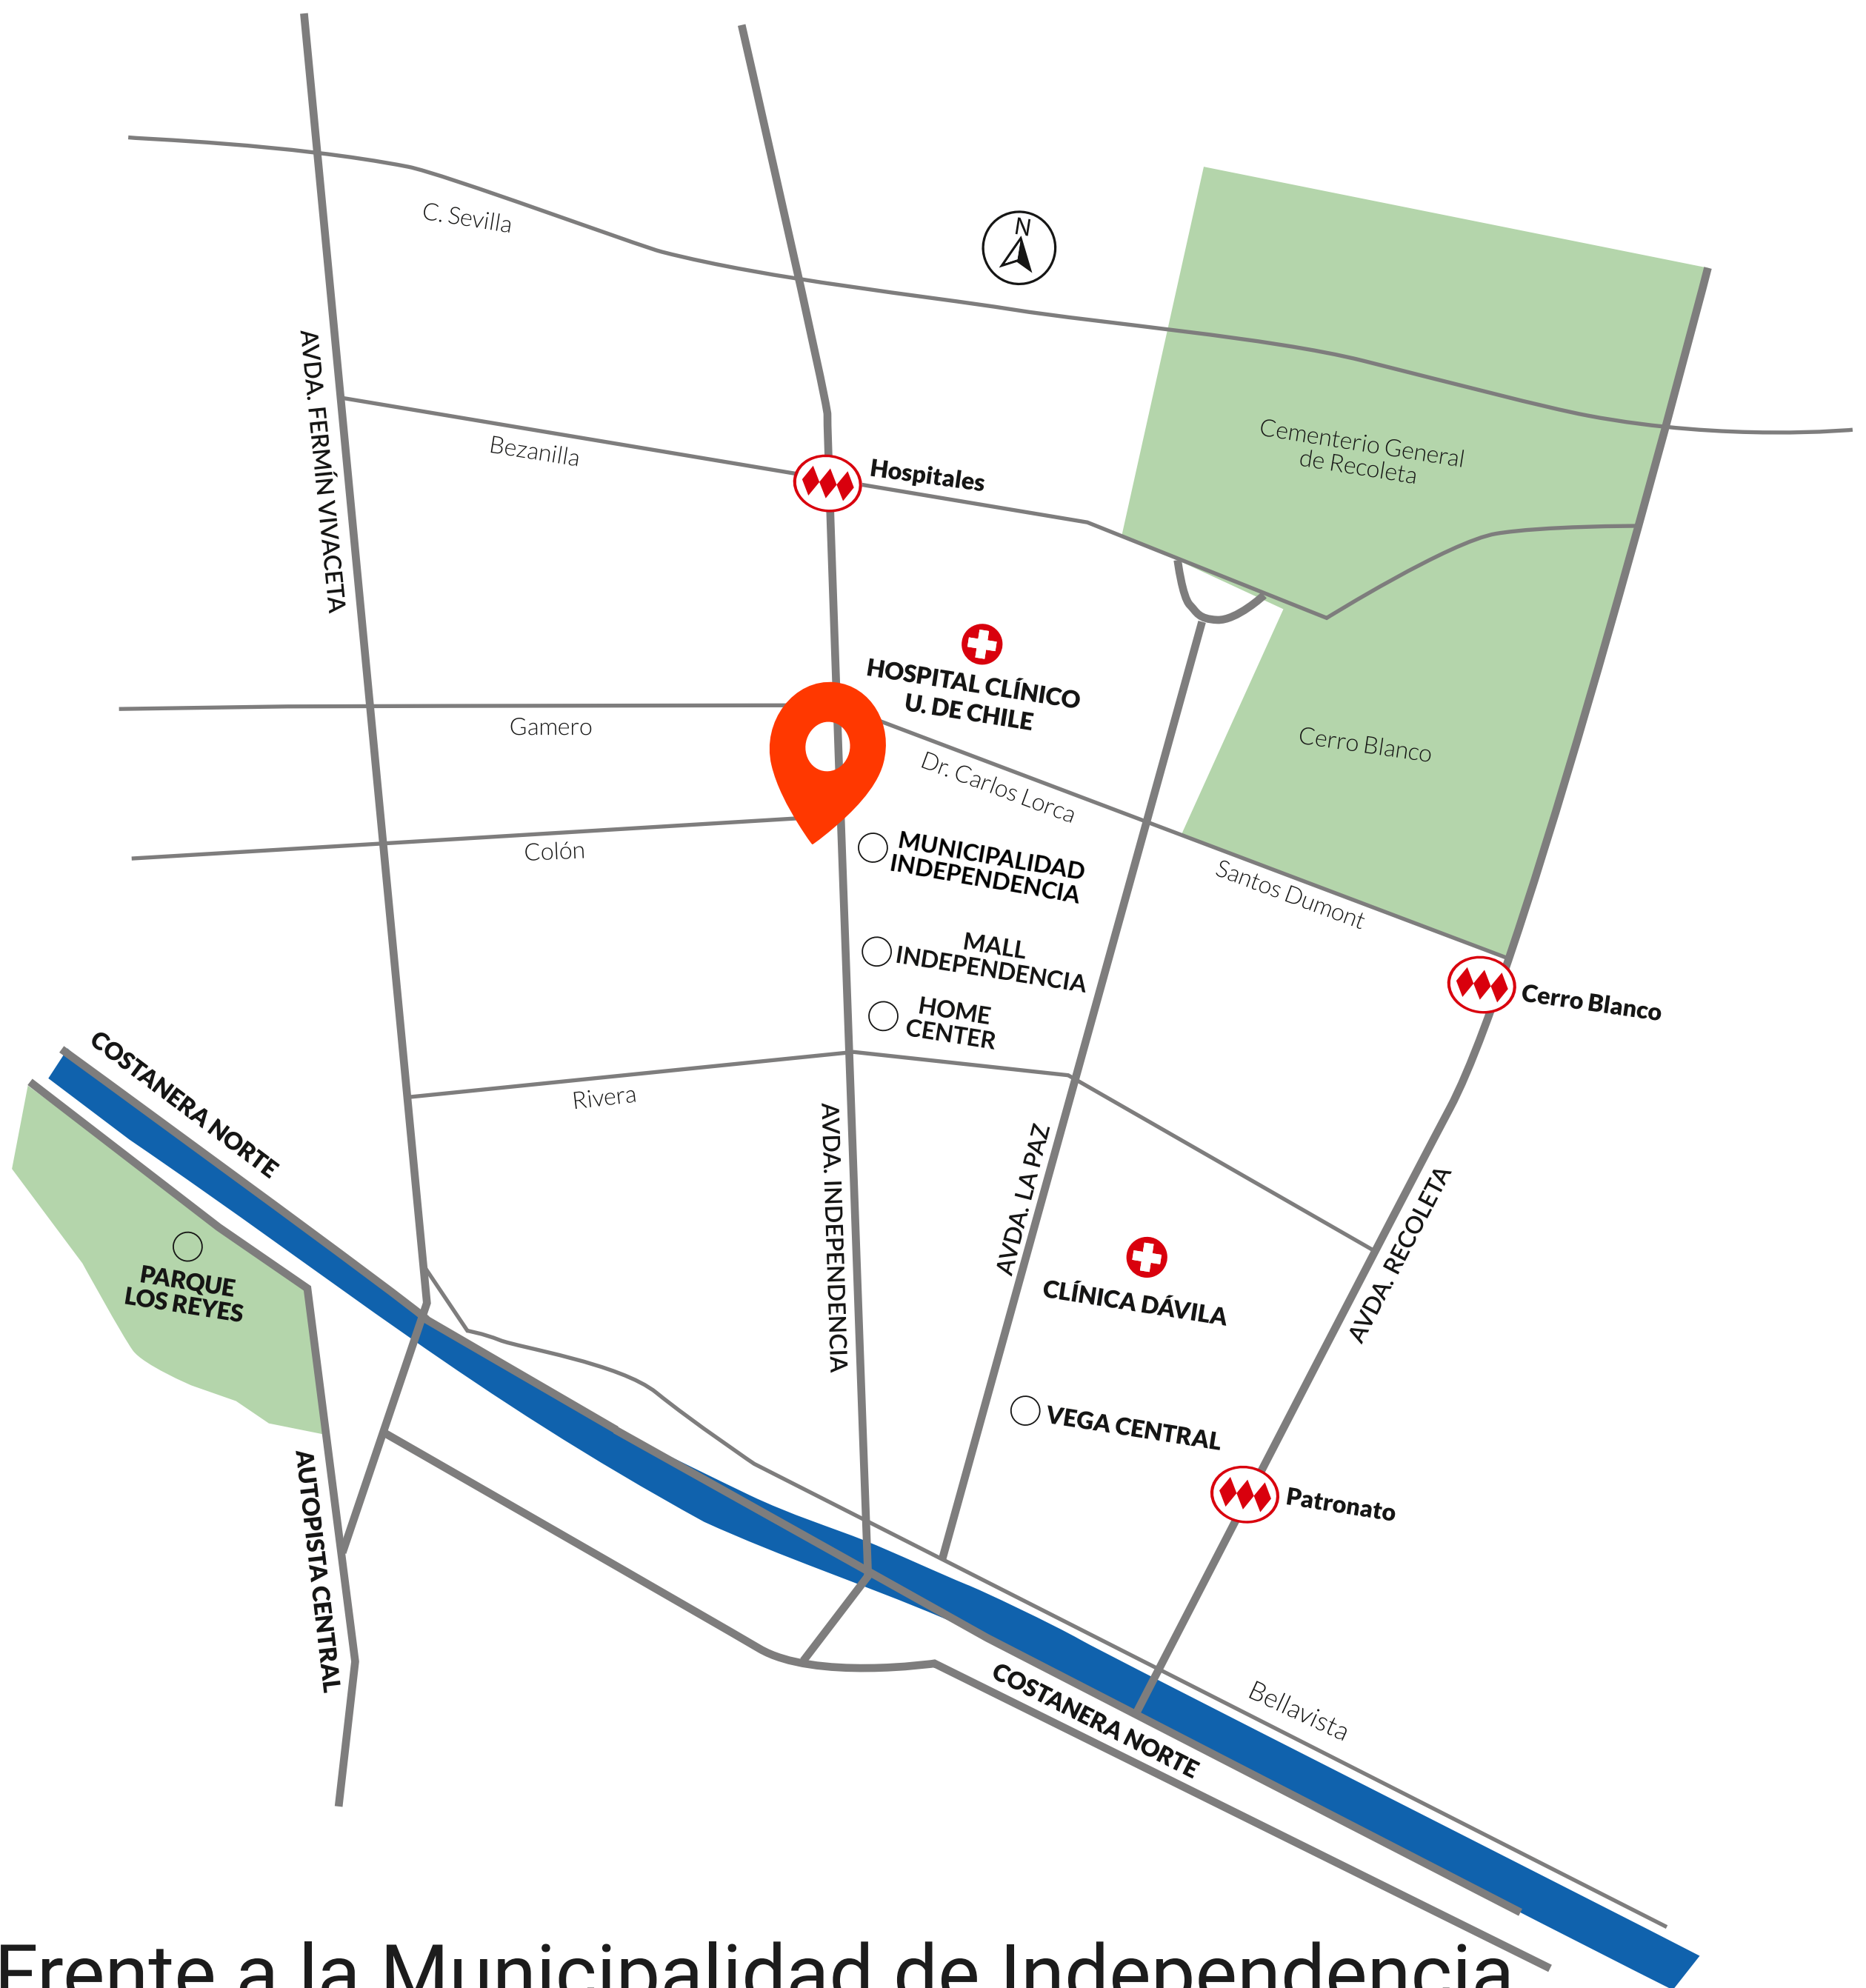 C. Sevilla
N
AVDA. FERMÍN VIVACETA
Bezanilla
Hospitales
Cementerio General
de Recoleta
HOSPITAL CLÍNICO
U. DE CHILE
Gamero
Dr. Carlos Lorca
Cerro Blanco
Colón
MUNICIPALIDAD
INDEPENDENCIA
Santos Dumont
MALL
INDEPENDENCIA
HOME
CENTER
Cerro Blanco
COSTANERA NORTE
Rivera
AVDA. INDEPENDENCIA
AVDA. LA PAZ
AVDA. RECOLETA
PARQUE
LOS REYES
CLÍNICA DÁVILA
VEGA CENTRAL
Patronato
AUTOPISTA CENTRAL
COSTANERA NORTE
Bellavista
Frente a la Municipalidad de Independencia